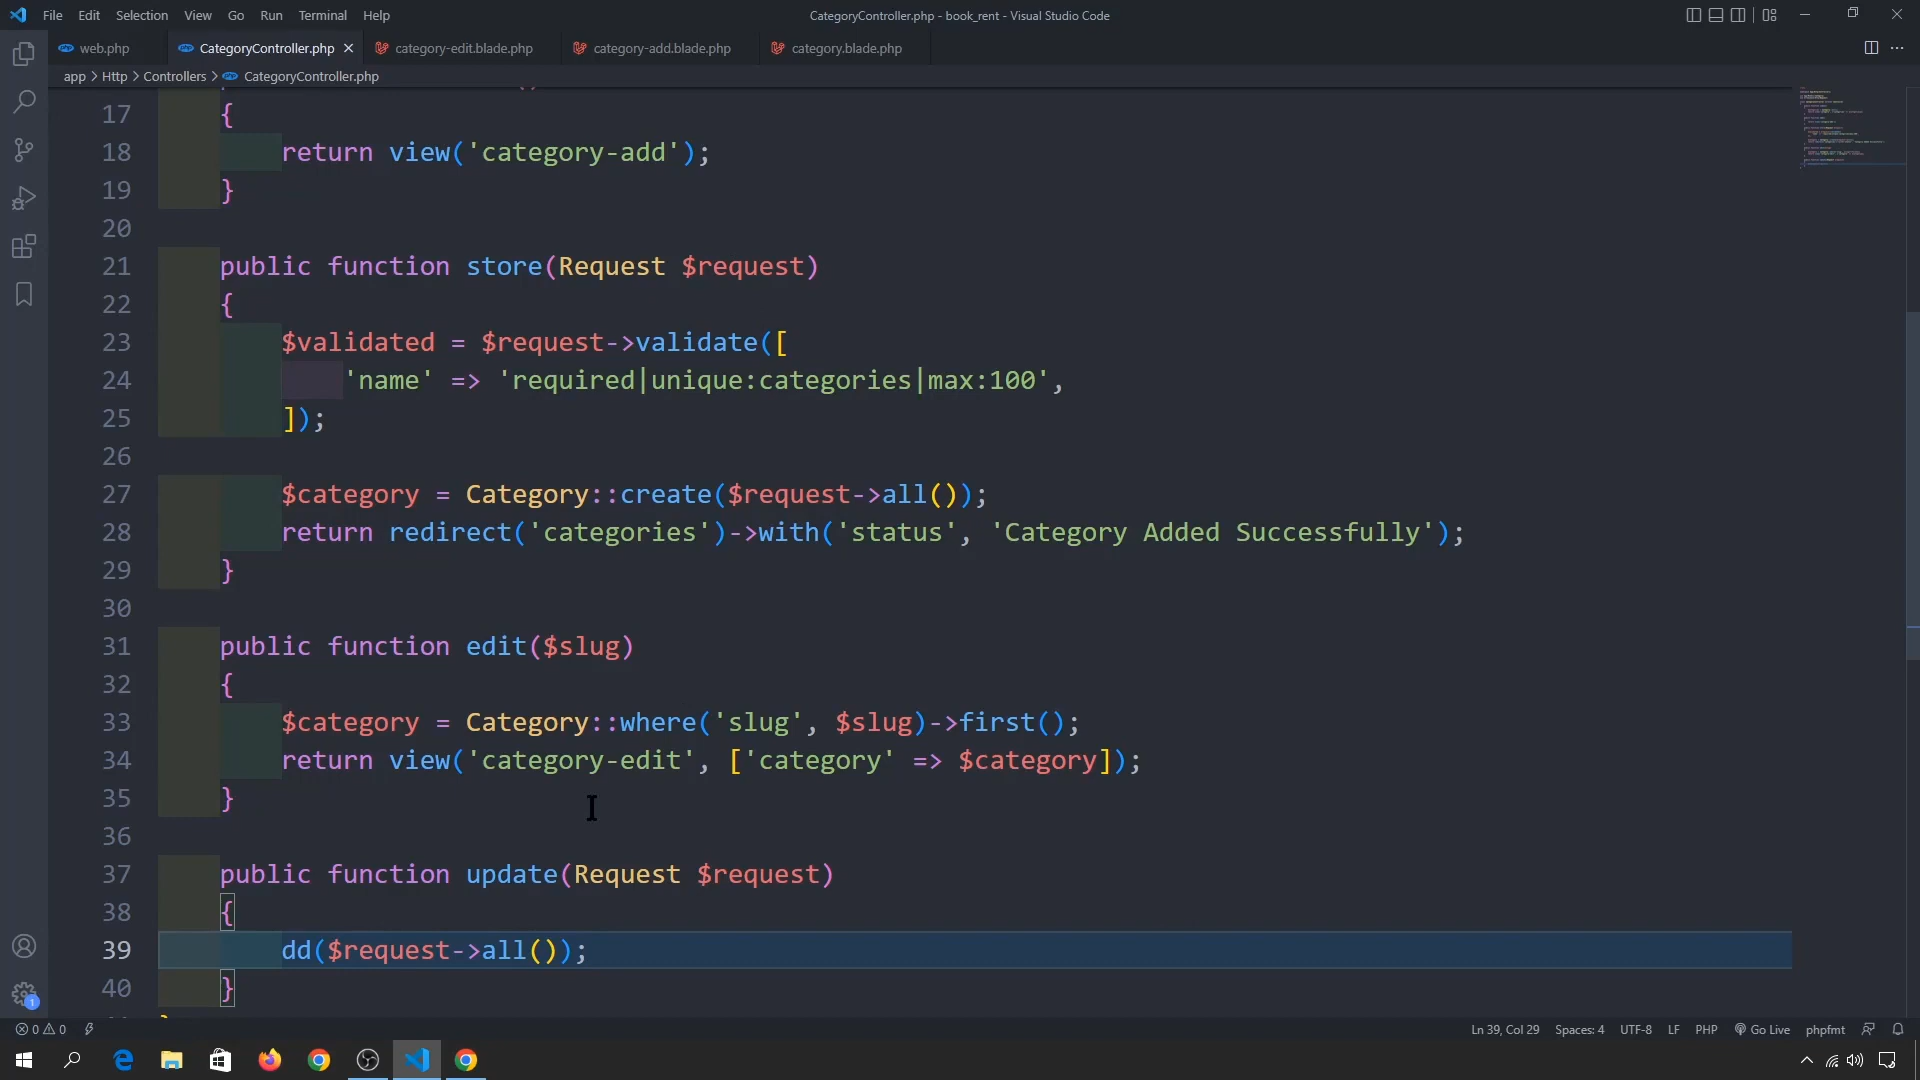 File Edit Selection View Go Run Terminal Help
CategoryController.php - book_rent - Visual Studio Code
web.php
CategoryController.php
category-edit.blade.php
category-add.blade.php
category.blade.php
app > Http > Controllers > CategoryController.php
17 {
18 return view('category-add');
19 }
20
21 public function store(Request $request)
22 {
23 $validated = $request->validate([
24 'name' => 'required|unique:categories|max:100',
25 ]);
26
27 $category = Category::create($request->all());
28 return redirect('categories')->with('status', 'Category Added Successfully');
29 }
30
31 public function edit($slug)
32 {
33 $category = Category::where('slug', $slug)->first();
34 return view('category-edit', ['category' => $category]);
35 }
36
37 public function update(Request $request)
38 {
39 dd($request->all());
40 }
1
0 0
Ln 39, Col 29 Spaces: 4 UTF-8 LF PHP Go Live phpfmt